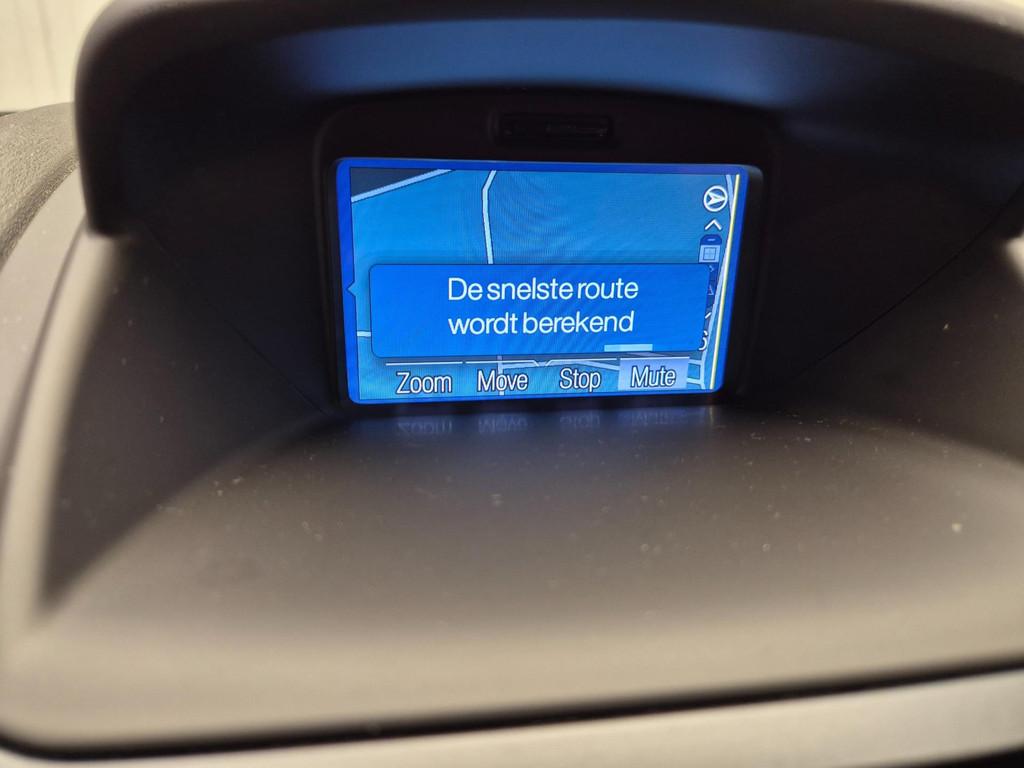 De snelste route
wordt berekend
Zoom Move Stop Mute